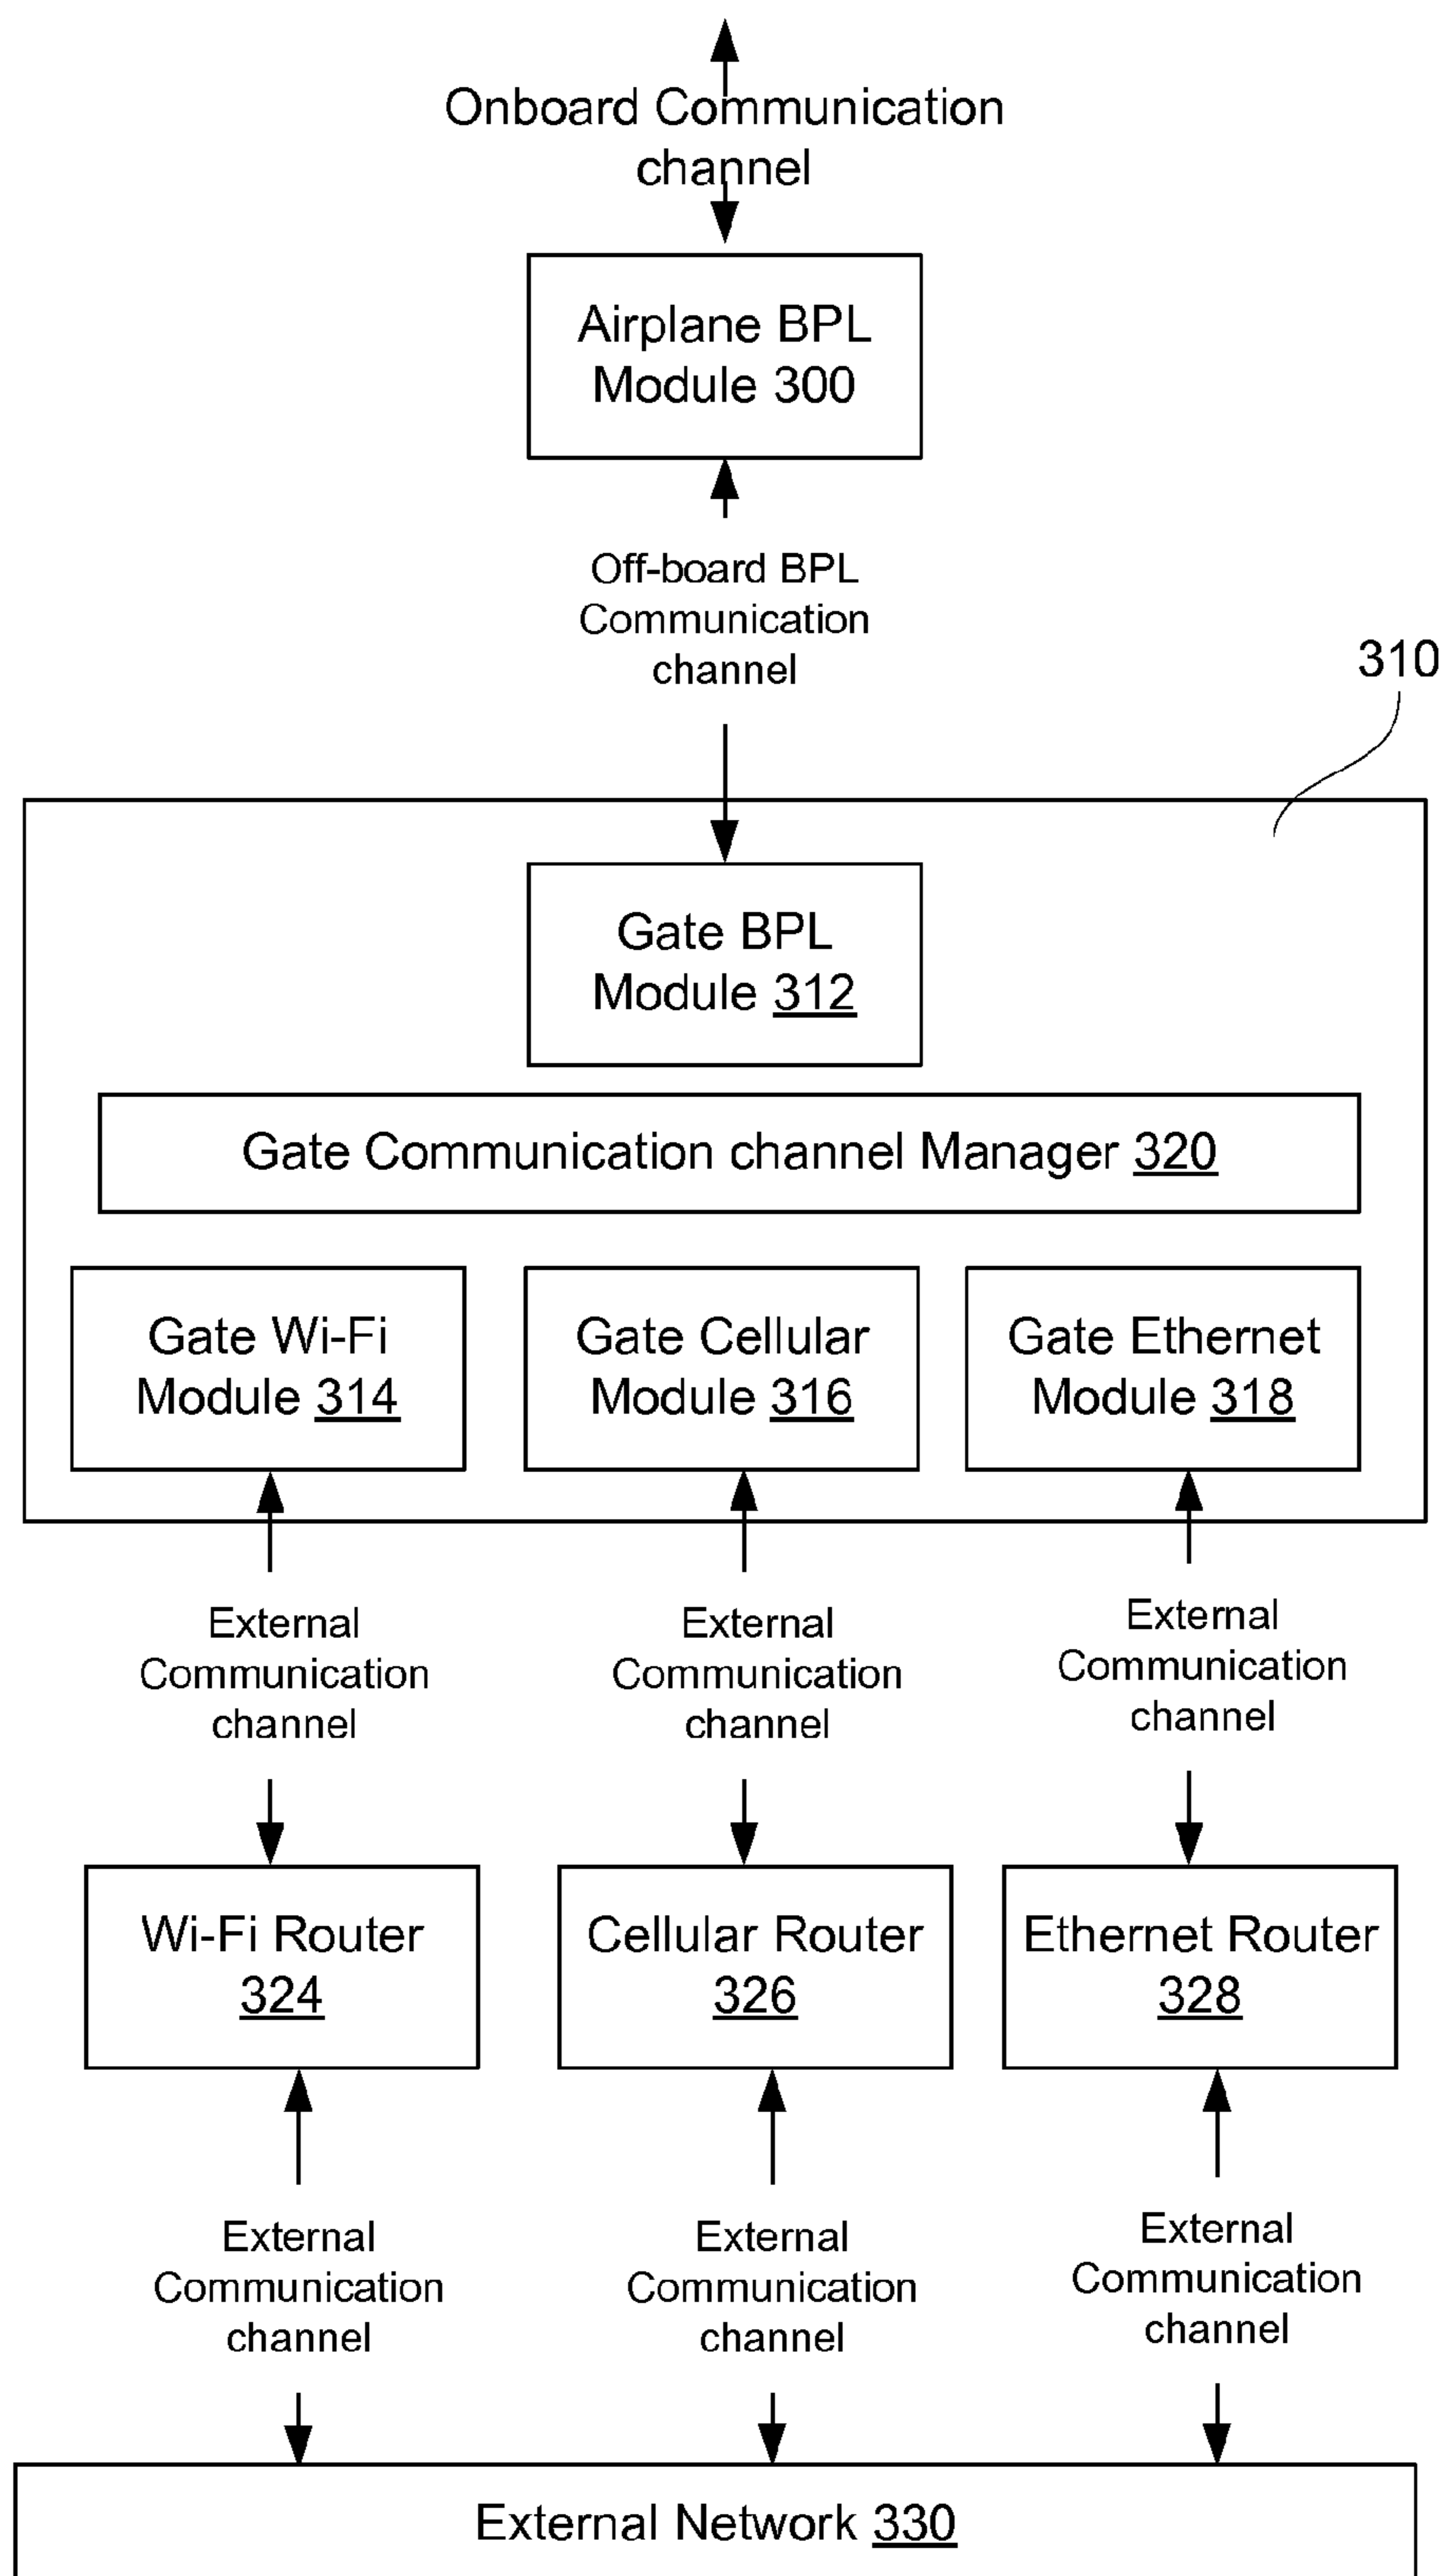 Onboard Communication
channel
Airplane BPL
Module 300
Off-board BPL
Communication
channel
310
Gate BPL
Module 312
Gate Communication channel Manager 320
Gate Wi-Fi
Module 314
Gate Cellular
Module 316
Gate Ethernet
Module 318
External
Communication
channel
External
Communication
channel
External
Communication
channel
Wi-Fi Router
324
Cellular Router
326
Ethernet Router
328
External
Communication
channel
External
Communication
channel
External
Communication
channel
External Network 330